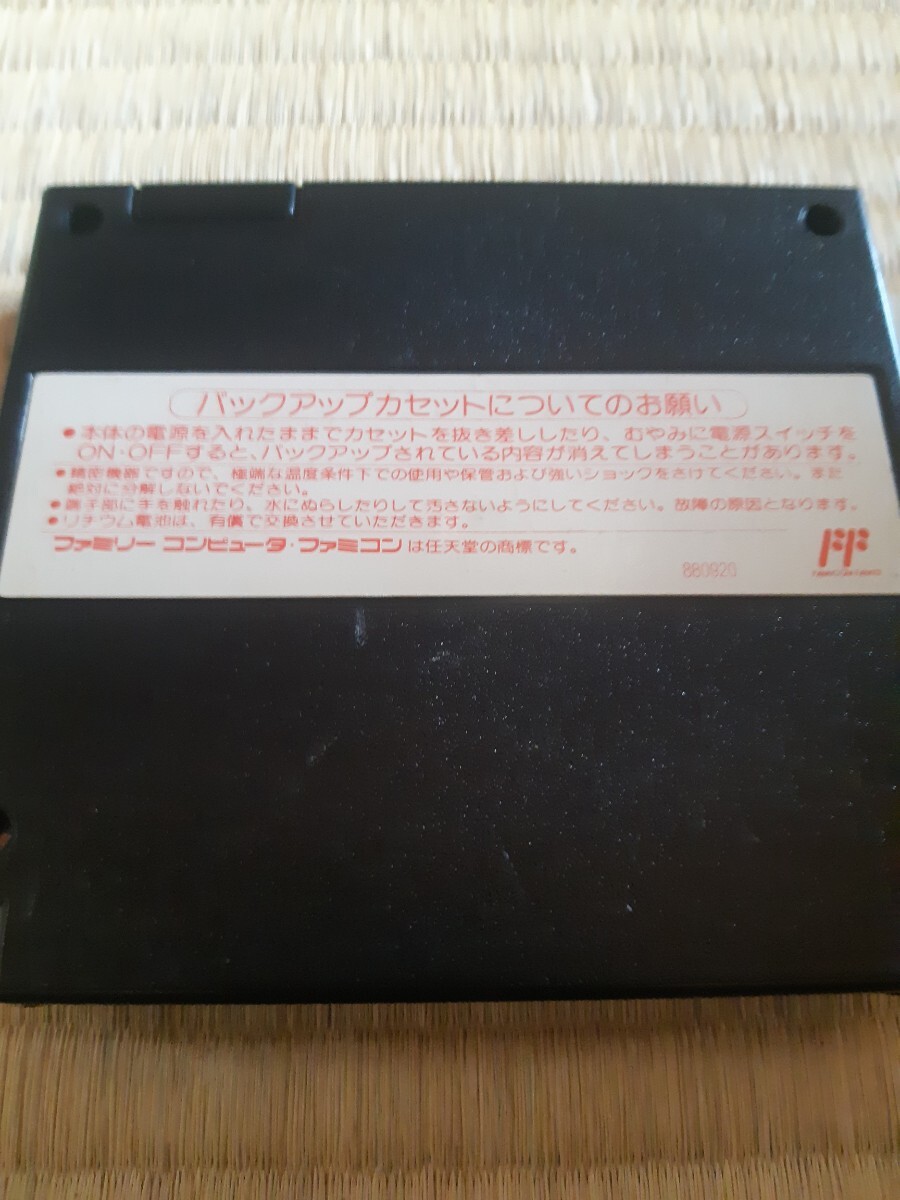 バックアップカセットについてのお願い
●本体の電源を入れたままでカセットを抜き差ししたり、むやみに電源スイッチを
ON・OFFすると、バックアップされている内容が消えてしまうことがあります。
●精密機器ですので、極端な温度条件下での使用や保管および強いショックをさけてください。また
絶対に分解しないでください。
●端子部に手を触れたり、水にぬらしたりして汚さないようにしてください。故障の原因となります。
●リチウム電池は、有償で交換させていただきます。
ファミリーコンピュータ・ファミコンは任天堂の商標です。
FF
880920